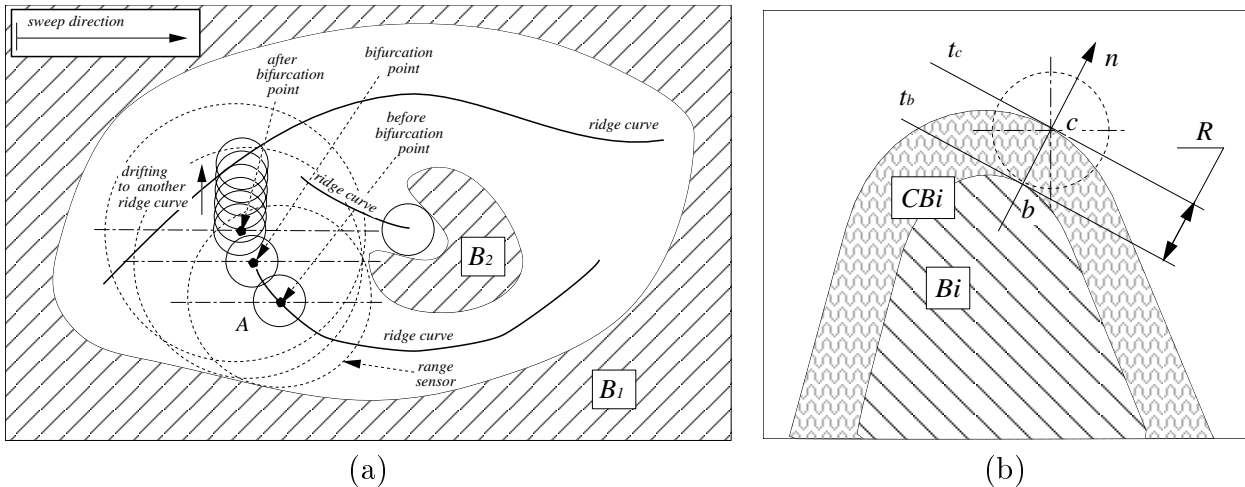 sweep direction
after
bifurcation
point
bifurcation
point
before
bifurcation
point
ridge curve
drifting
to another
ridge curve
ridge curve
B2
A
ridge curve
range
sensor
B1
(a)
tc
n
tb
c
R
CBi
b
Bi
(b)